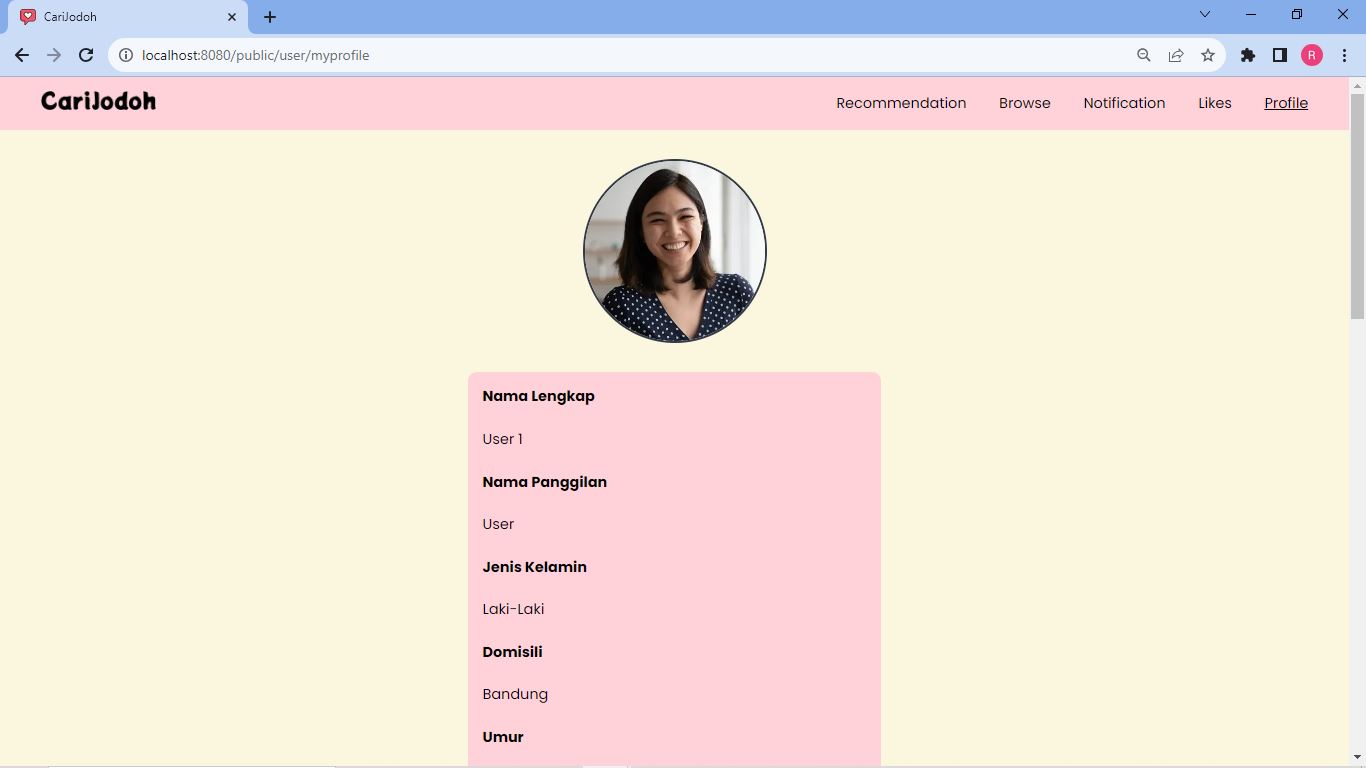 CariJodoh
localhost:8080/public/user/myprofile
R
CariJodoh
Recommendation Browse Notification Likes Profile
Nama Lengkap
User 1
Nama Panggilan
User
Jenis Kelamin
Laki-Laki
Domisili
Bandung
Umur